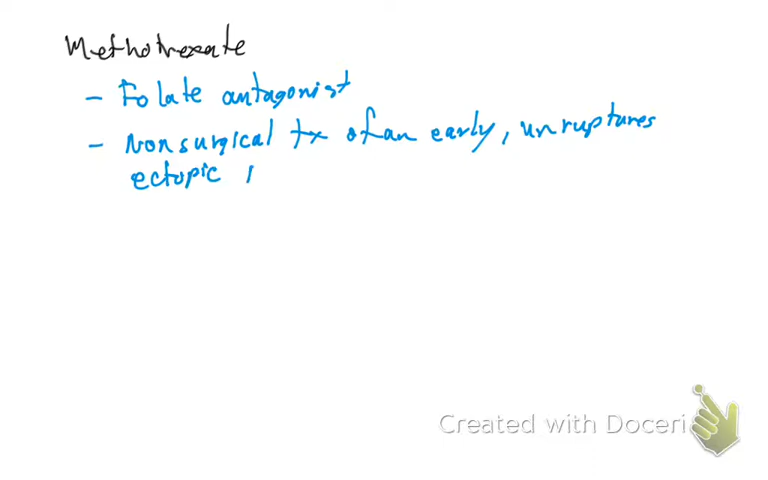 Methotrexate
- Folate antagonist
- Nonsurgical tx of an early, unruptures
ectopic
Created with Doceri